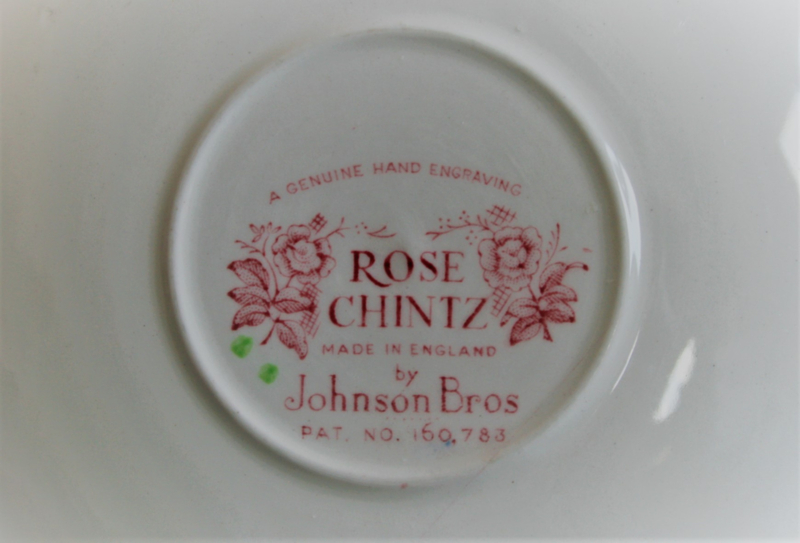 A GENUINE HAND ENGRAVING
ROSE
CHINTZ
MADE IN ENGLAND
by
Johnson Bros
PAT. NO. 160.783